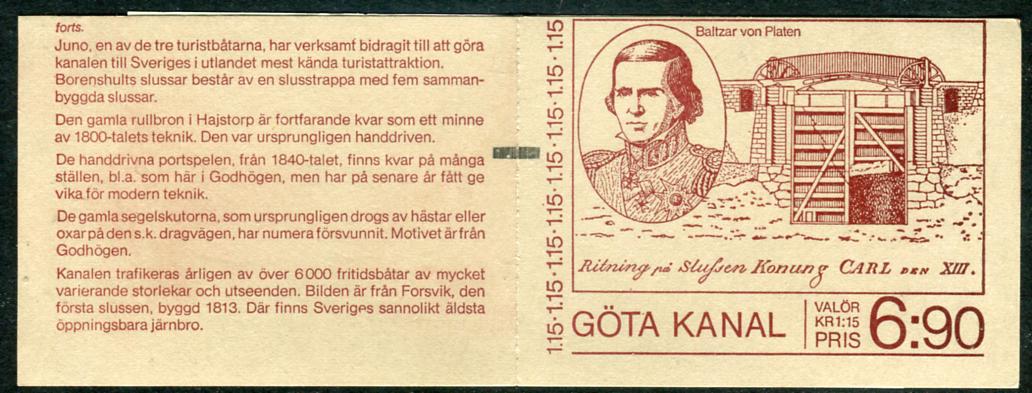 forts.
Juno, en av de tre turistbåtarna, har verksamt bidragit till att göra
kanalen till Sveriges i utlandet mest kända turistattraktion.
Borenshults slussar består av en slusstrappa med fem samman-
byggda slussar.
Den gamla rullbron i Hajstorp är fortfarande kvar som ett minne
av 1800-talets teknik. Den var ursprungligen handdriven.
De handdrivna portspelen, från 1840-talet, finns kvar på många
ställen, bl.a. som här i Godhögen, men har på senare år fått ge
vika för modern teknik.
De gamla segelskutorna, som ursprungligen drogs av hästar eller
oxar på den s.k. dragvägen, har numera försvunnit. Motivet är från
Godhögen.
Kanalen trafikeras årligen av över 6000 fritidsbåtar av mycket
varierande storlekar och utseenden. Bilden är från Forsvik, den
första slussen, byggd 1813. Där finns Sveriges sannolikt äldsta
öppningsbara järnbro.
1.15·1.15·1.15·1.15·1.15·1.15·1.15·1.15
Baltzar von Platen
Ritning på Slussen Konung CARL DEN XIII.
GÖTA KANAL
VALÖR
KR1:15
PRIS
6:90